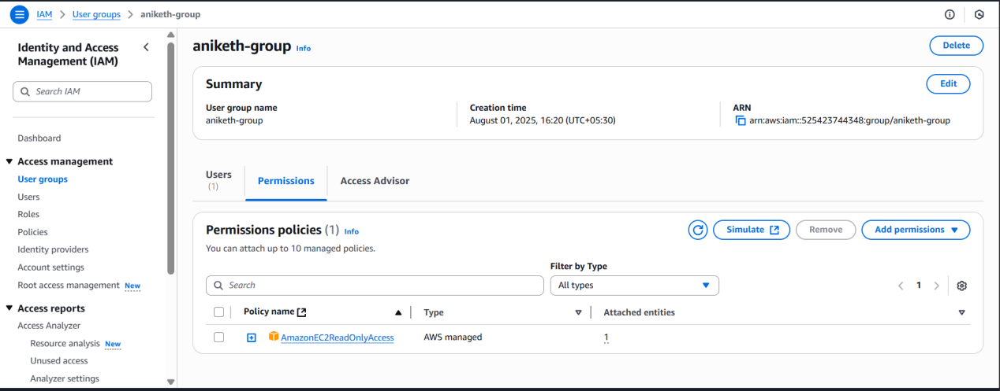 IAM > User groups > aniketh-group
Identity and Access Management (IAM)
Search IAM
Dashboard
Access management
User groups
Users
Roles
Policies
Identity providers
Account settings
Root access management New
Access reports
Access Analyzer
Resource analysis New
Unused access
Analyzer settings
aniketh-group Info
Delete
Summary
Edit
User group name
aniketh-group
Creation time
August 01, 2025, 16:20 (UTC+05:30)
ARN
arn:aws:iam::525423744348:group/aniketh-group
Users (1)
Permissions
Access Advisor
Permissions policies (1) Info
Simulate
Remove
Add permissions
You can attach up to 10 managed policies.
Filter by Type
Search
All types
1
Policy name
Type
Attached entities
AmazonEC2ReadOnlyAccess
AWS managed
1